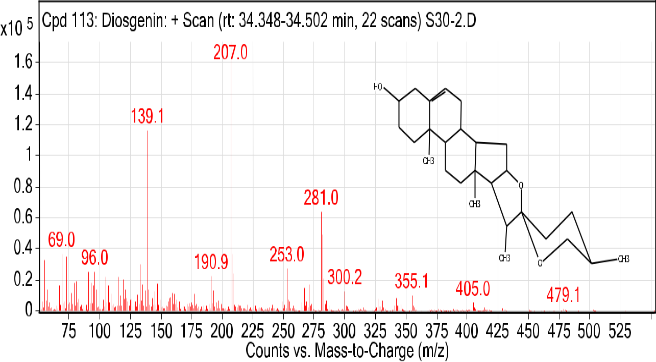 Cpd 113: Diosgenin: + Scan (rt: 34.348-34.502 min, 22 scans) S30-2.D
x10 5
207.0
1.6
1.4
1.2
1
0.8
0.6
0.4
0.2
0
139.1
281.0
69.0
96.0
190.9
253.0
300.2
355.1
405.0
479.1
HO
CH3
CH3
O
CH3
O
CH3
75 100 125 150 175 200 225 250 275 300 325 350 375 400 425 450 475 500 525
Counts vs. Mass-to-Charge (m/z)